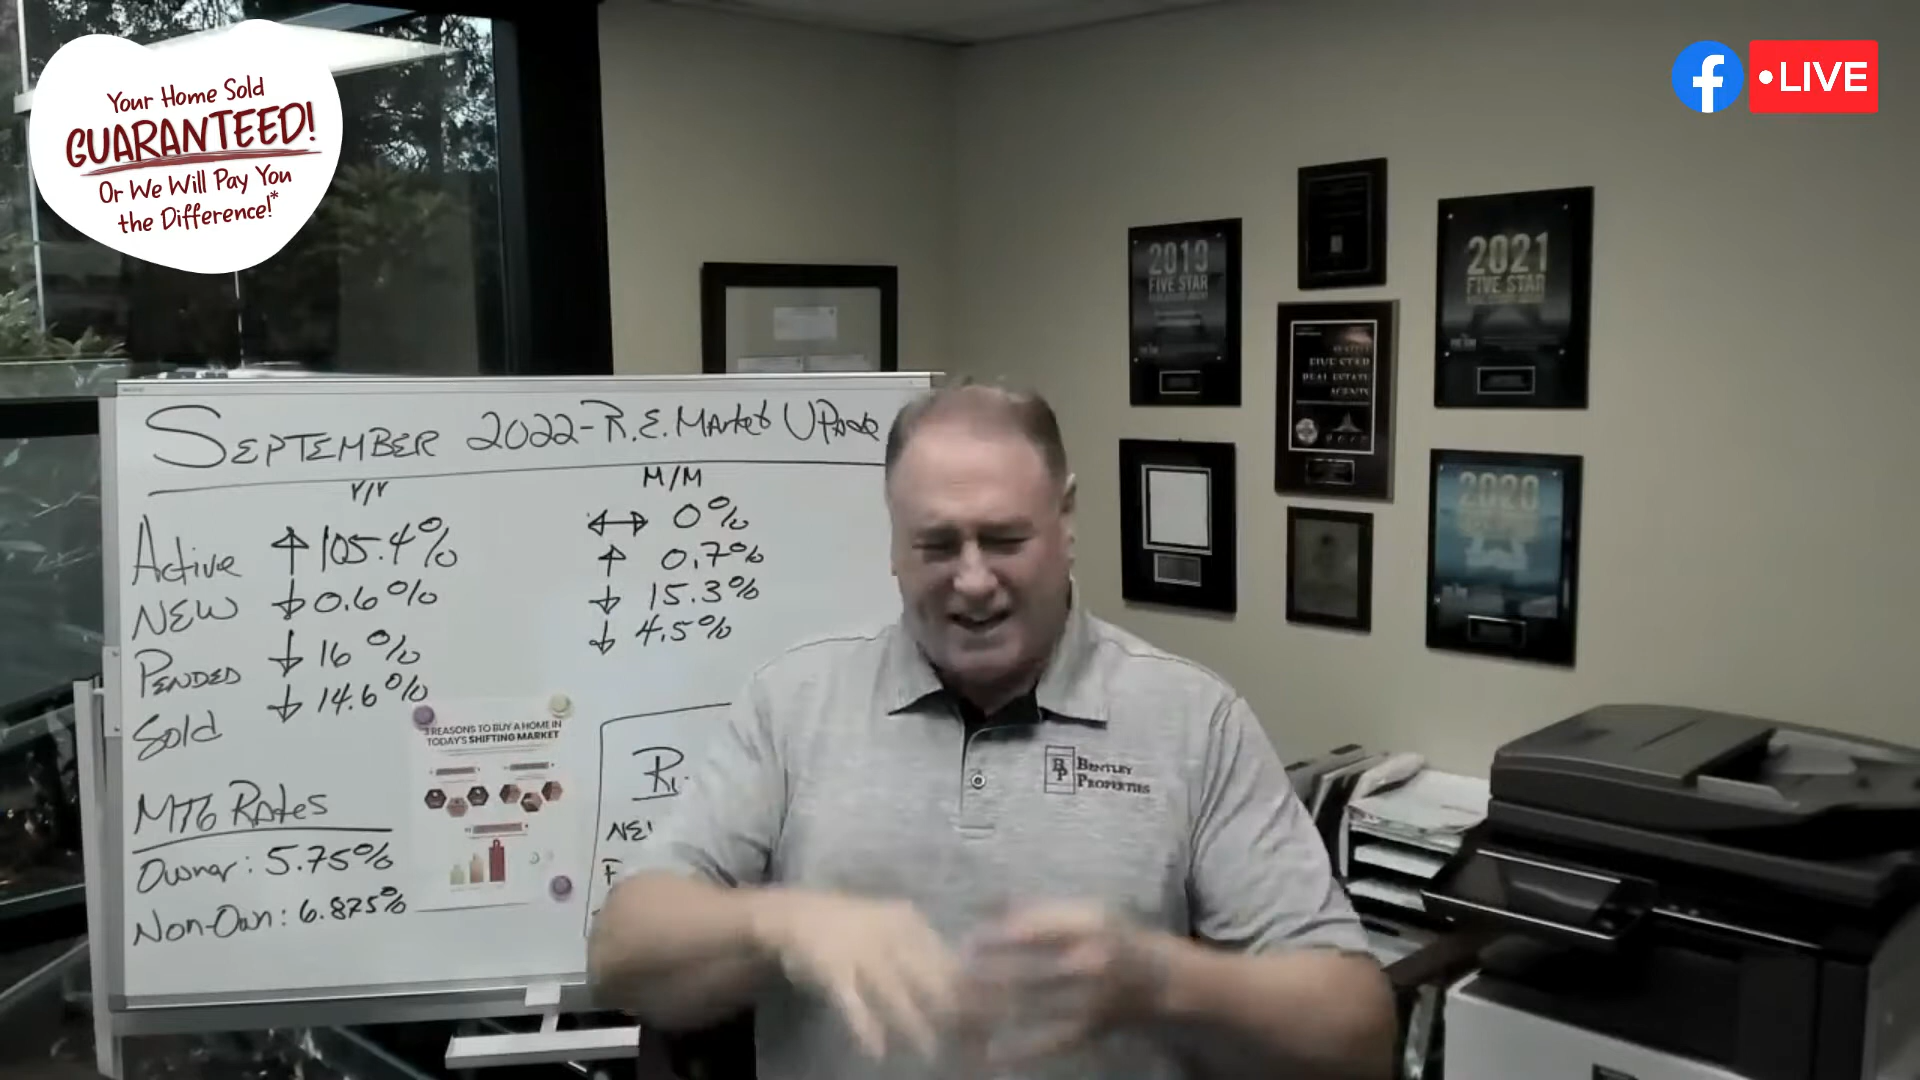 Your Home Sold
GUARANTEED!
Or We Will Pay You
the Difference!*
LIVE
SEPTEMBER 2022-R.E. Market UPDATE
Y/Y
M/M
Active ↑ 105.4% ↔ 0%
NEW ↓ 0.6% ↑ 0.7%
PENDED ↓ 16% ↓ 15.3%
Sold ↓ 14.6% ↓ 4.5%
MTG Rates
Owner: 5.75%
Non-Own: 6.875%
3 REASONS TO BUY A HOME IN
TODAY'S SHIFTING MARKET
BENTLEY
PROPERTIES
BP
2019
FIVE STAR
2021
FIVE STAR
FIVE STAR
REAL ESTATE
AGENTS
2020